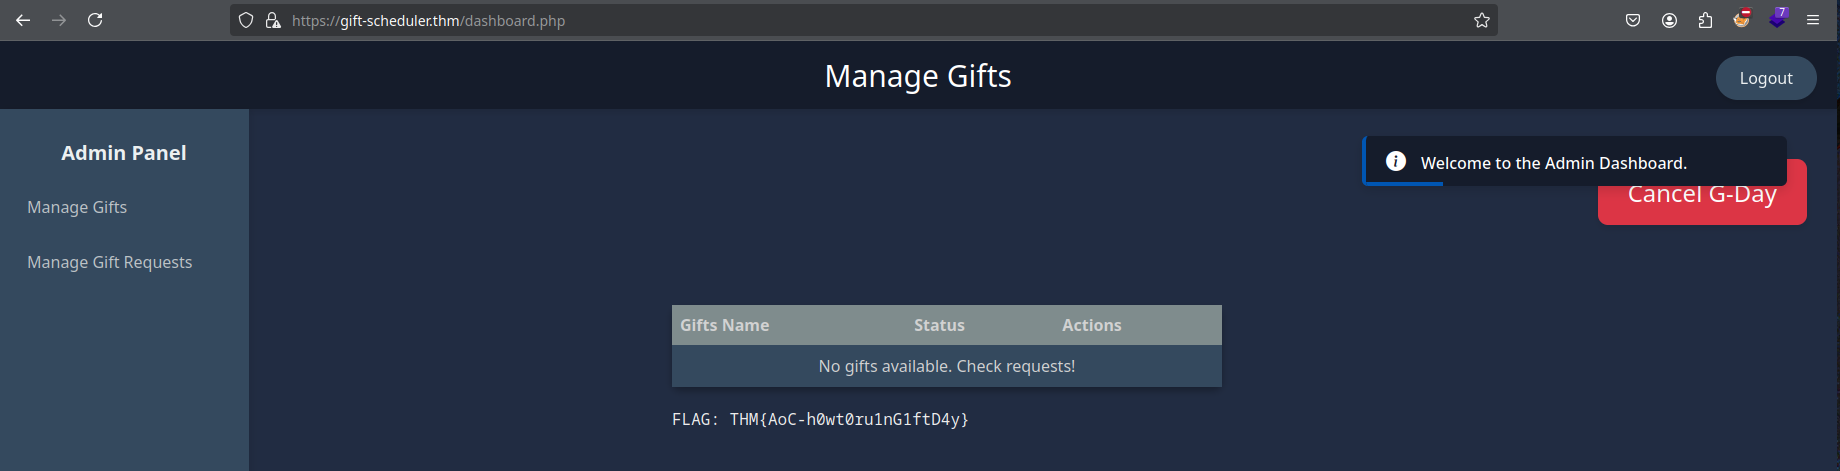 https://gift-scheduler.thm/dashboard.php
7
Manage Gifts
Logout
Admin Panel
Manage Gifts
Manage Gift Requests
Welcome to the Admin Dashboard.
Cancel G-Day
Gifts Name Status Actions
No gifts available. Check requests!
FLAG: THM{AoC-h0wt0ru1nG1ftD4y}